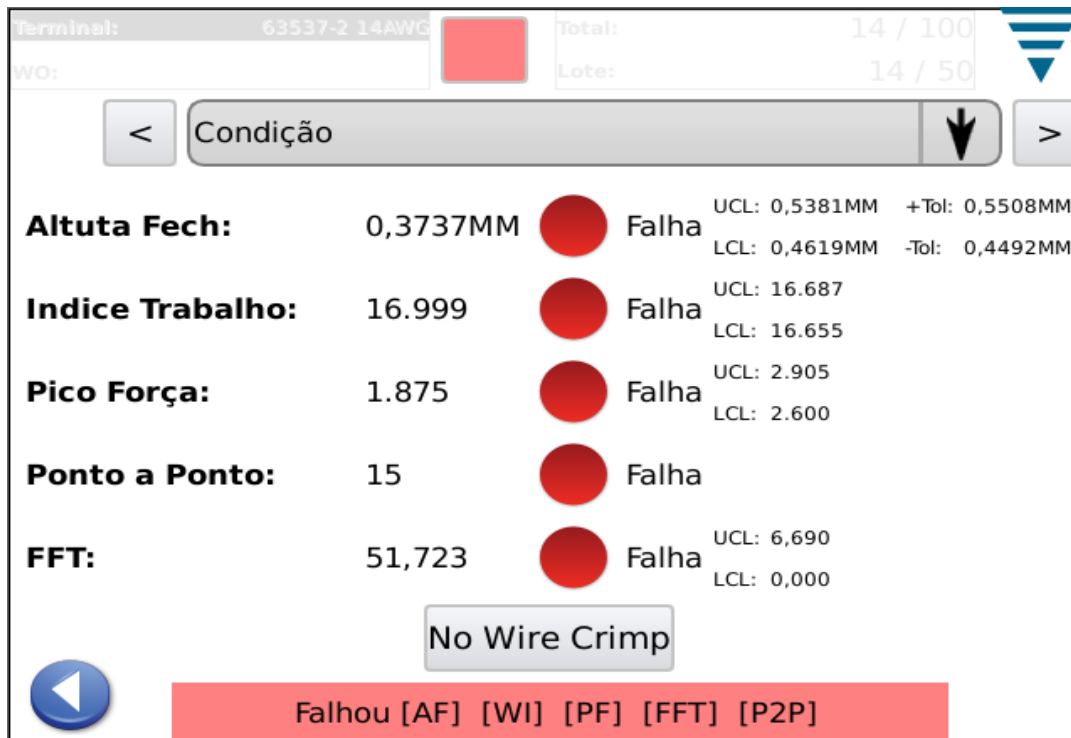 Terminal: 63537-2 14AWG
Total: 14 / 100
WO:
Lote: 14 / 50
< Condição >
Altuta Fech: 0,3737MM Falha UCL: 0,5381MM +Tol: 0,5508MM
LCL: 0,4619MM -Tol: 0,4492MM
Indice Trabalho: 16.999 Falha UCL: 16.687
LCL: 16.655
Pico Força: 1.875 Falha UCL: 2.905
LCL: 2.600
Ponto a Ponto: 15 Falha
FFT: 51,723 Falha UCL: 6,690
LCL: 0,000
No Wire Crimp
Falhou [AF] [WI] [PF] [FFT] [P2P]